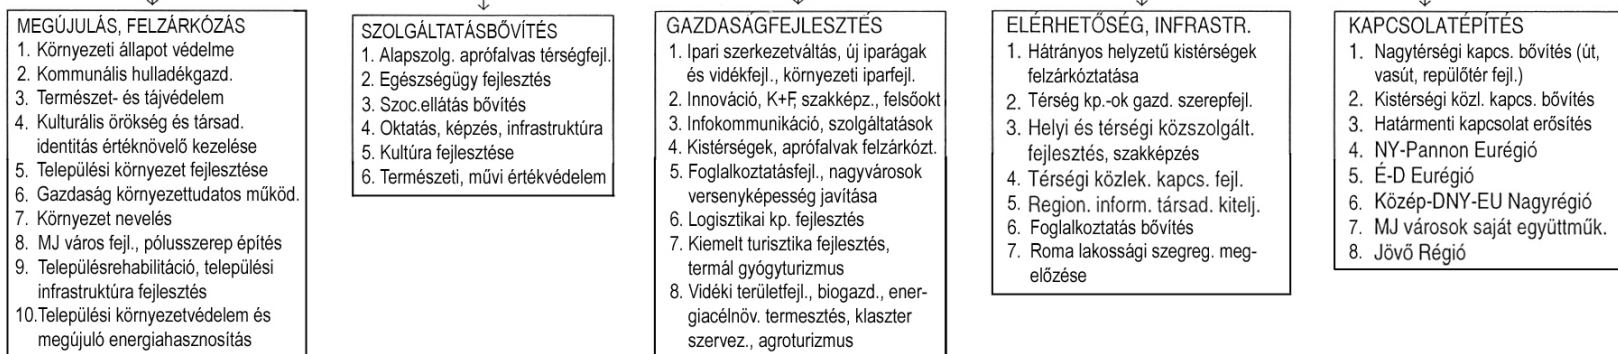 MEGÚJULÁS, FELZÁRKÓZÁS
1. Környezeti állapot védelme
2. Kommunális hulladékgazd.
3. Természet- és tájvédelem
4. Kulturális örökség és társad.
identitás értéknövelő kezelése
5. Települési környezet fejlesztése
6. Gazdaság környezettudatos működ.
7. Környezet nevelés
8. MJ város fejl., pólusszerep építés
9. Településrehabilitáció, települési
infrastruktúra fejlesztés
10.Települési környezetvédelem és
megújuló energiahasznosítás
SZOLGÁLTATÁSBŐVÍTÉS
1. Alapszolg. aprófalvas térségfejl.
2. Egészségügy fejlesztés
3. Szoc.ellátás bővítés
4. Oktatás, képzés, infrastruktúra
5. Kultúra fejlesztése
6. Természeti, művi értékvédelem
GAZDASÁGFEJLESZTÉS
1. Ipari szerkezetváltás, új iparágak
és vidékfejl., környezeti iparfejl.
2. Innováció, K+F, szakképz., felsőokt
3. Infokommunikáció, szolgáltatások
4. Kistérségek, aprófalvak felzárkózt.
5. Foglalkoztatásfejl., nagyvárosok
versenyképesség javítása
6. Logisztikai kp. fejlesztés
7. Kiemelt turisztika fejlesztés,
termál gyógyturizmus
8. Vidéki területfejl., biogazd., ener-
giacélnöv. termesztés, klaszter
szervez., agroturizmus
ELÉRHETŐSÉG, INFRASTR.
1. Hátrányos helyzetű kistérségek
felzárkóztatása
2. Térség kp.-ok gazd. szerepfejl.
3. Helyi és térségi közszolgált.
fejlesztés, szakképzés
4. Térségi közlek. kapcs. fejl.
5. Region. inform. társad. kitelj.
6. Foglalkoztatás bővítés
7. Roma lakossági szegreg. meg-
előzése
KAPCSOLATÉPÍTÉS
1. Nagytérségi kapcs. bővítés (út,
vasút, repülőtér fejl.)
2. Kistérségi közl. kapcs. bővítés
3. Határmenti kapcsolat erősítés
4. NY-Pannon Eurégió
5. É-D Eurégió
6. Közép-DNY-EU Nagyrégió
7. MJ városok saját együttműk.
8. Jövő Régió